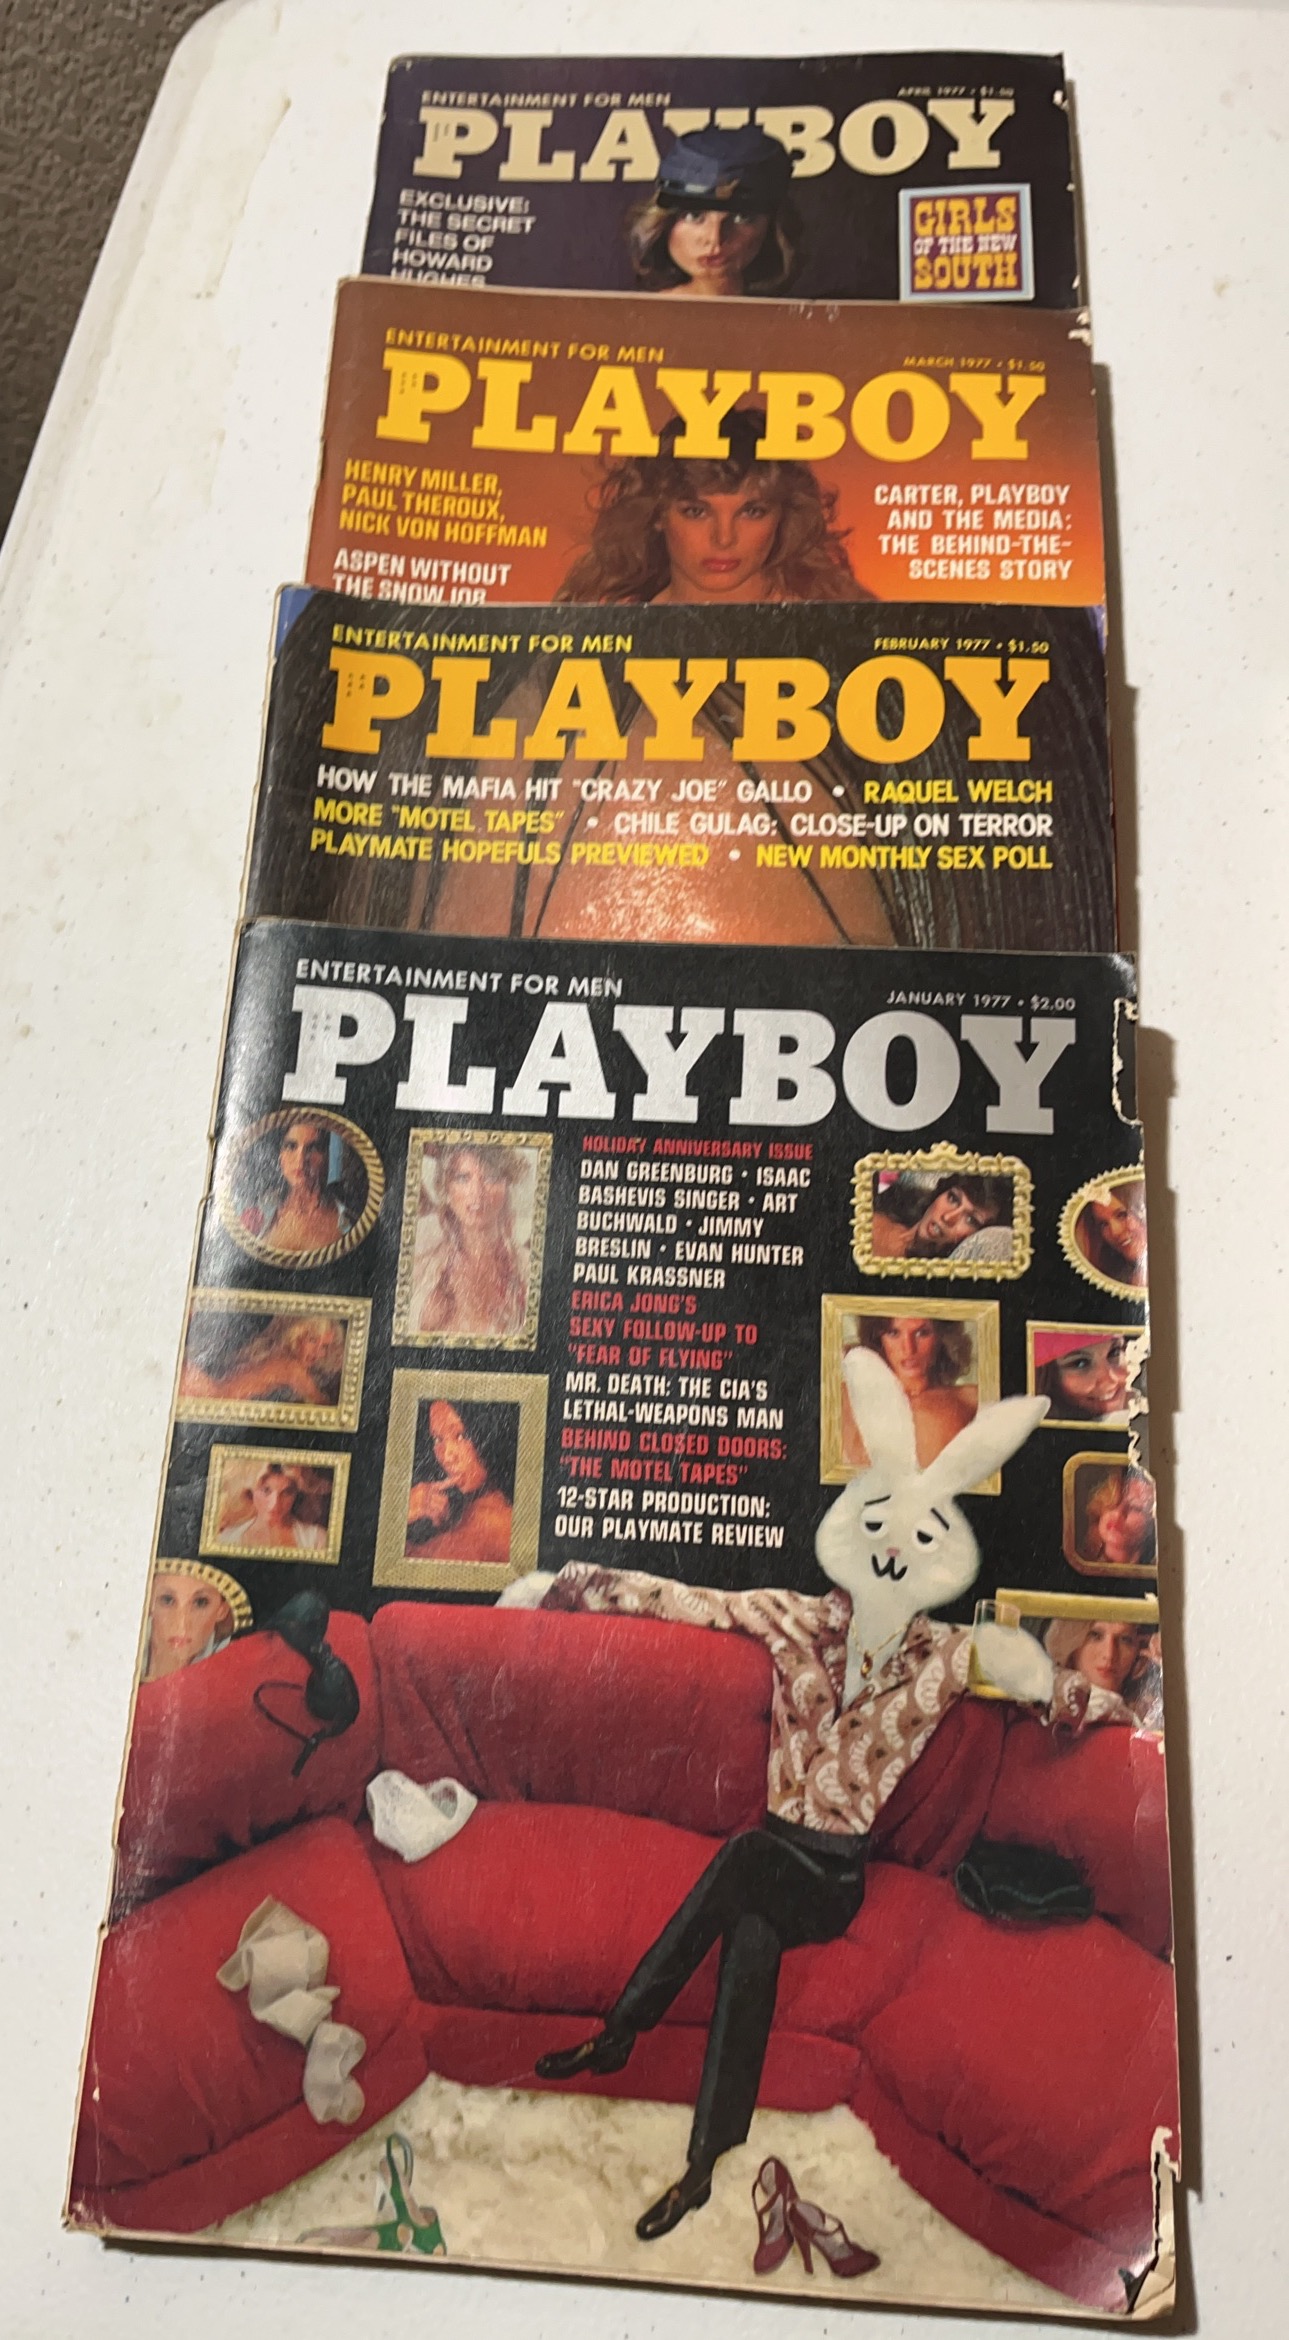 ENTERTAINMENT FOR MEN
APRIL 1977 • $1.50
PLAYBOY
EXCLUSIVE:
THE SECRET
FILES OF
HOWARD
HUGHES
GIRLS
OF THE NEW
SOUTH
ENTERTAINMENT FOR MEN
MARCH 1977 • $1.50
PLAYBOY
HENRY MILLER,
PAUL THEROUX,
NICK VON HOFFMAN
ASPEN WITHOUT
THE SNOW JOB
CARTER, PLAYBOY
AND THE MEDIA:
THE BEHIND-THE-
SCENES STORY
ENTERTAINMENT FOR MEN
FEBRUARY 1977 • $1.50
PLAYBOY
HOW THE MAFIA HIT "CRAZY JOE" GALLO • RAQUEL WELCH
MORE "MOTEL TAPES" • CHILE GULAG: CLOSE-UP ON TERROR
PLAYMATE HOPEFULS PREVIEWED • NEW MONTHLY SEX POLL
ENTERTAINMENT FOR MEN
JANUARY 1977 • $2.00
PLAYBOY
HOLIDAY ANNIVERSARY ISSUE
DAN GREENBURG • ISAAC
BASHEVIS SINGER • ART
BUCHWALD • JIMMY
BRESLIN • EVAN HUNTER
PAUL KRASSNER
ERICA JONG'S
SEXY FOLLOW-UP TO
"FEAR OF FLYING"
MR. DEATH: THE CIA'S
LETHAL-WEAPONS MAN
BEHIND CLOSED DOORS:
"THE MOTEL TAPES"
12-STAR PRODUCTION:
OUR PLAYMATE REVIEW